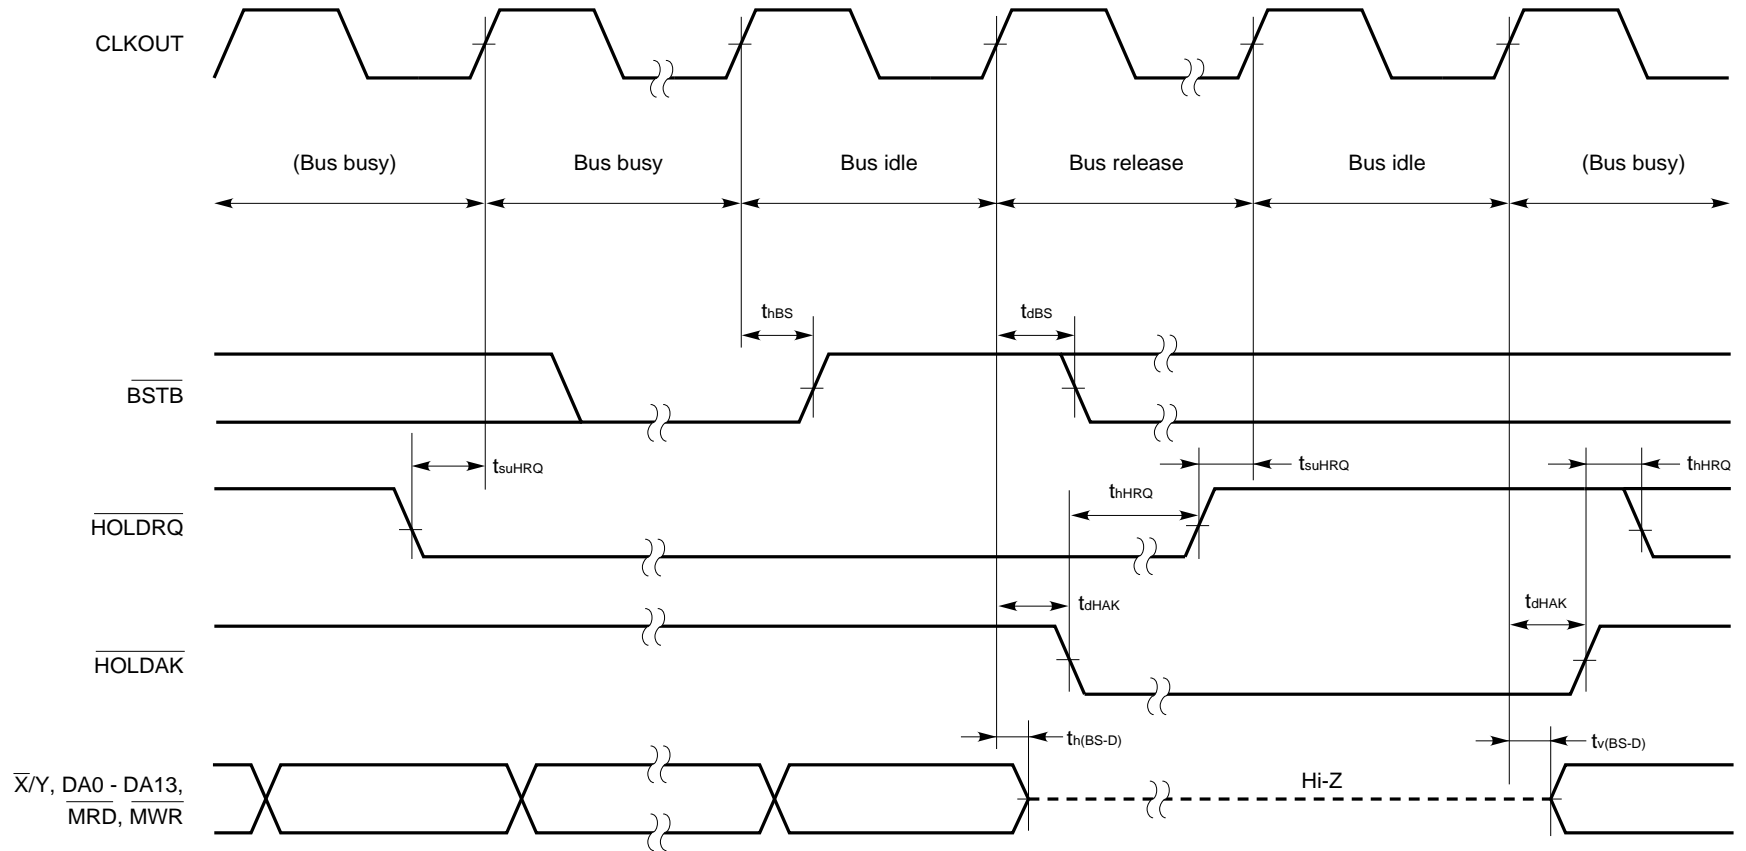 CLKOUT
(Bus busy) Bus busy Bus idle Bus release Bus idle (Bus busy)
thBS tdBS
BSTB
tsuHRQ tsuHRQ thHRQ
thHRQ
HOLDRQ
tdHAK tdHAK
HOLDAK
th(BS-D) tv(BS-D)
X̅/Y, DA0 - DA13,
MRD, MWR
Hi-Z